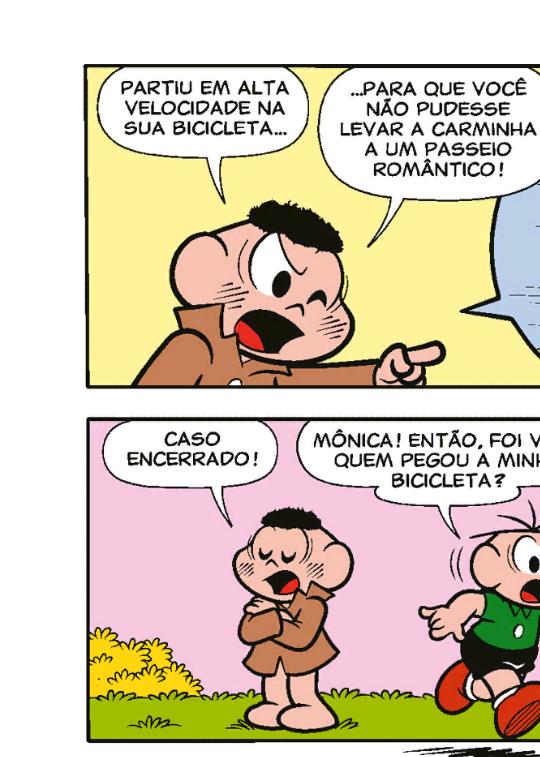 PARTIU EM ALTA
VELOCIDADE NA
SUA BICICLETA...
...PARA QUE VOCÊ
NÃO PUDESSE
LEVAR A CARMINHA
A UM PASSEIO
ROMÂNTICO!
CASO
ENCERRADO!
MÔNICA! ENTÃO, FOI
QUEM PEGOU A
BICICLETA?